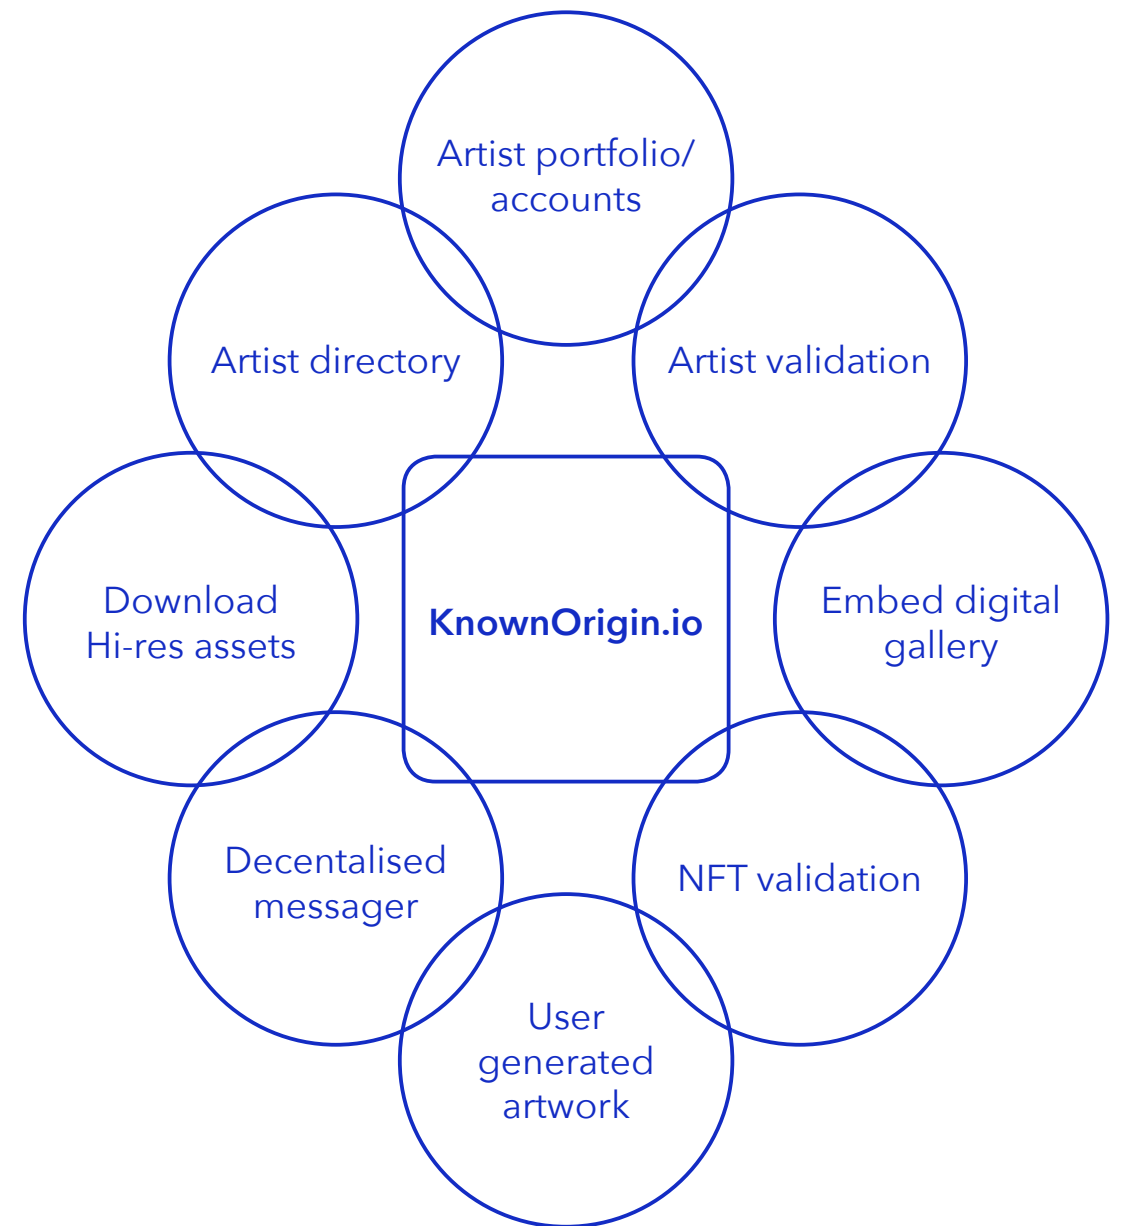 Artist portfolio/
accounts
Artist directory
Artist validation
Download
Hi-res assets
KnownOrigin.io
Embed digital
gallery
Decentalised
messager
NFT validation
User
generated
artwork